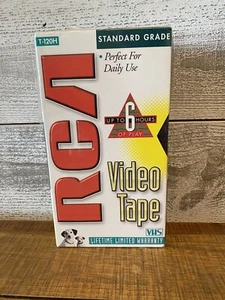 T-120H
STANDARD GRADE
• Perfect For
Daily Use
RCA
UP TO 6 HOURS
OF PLAY
Video
Tape
VHS
LIFETIME LIMITED WARRANTY